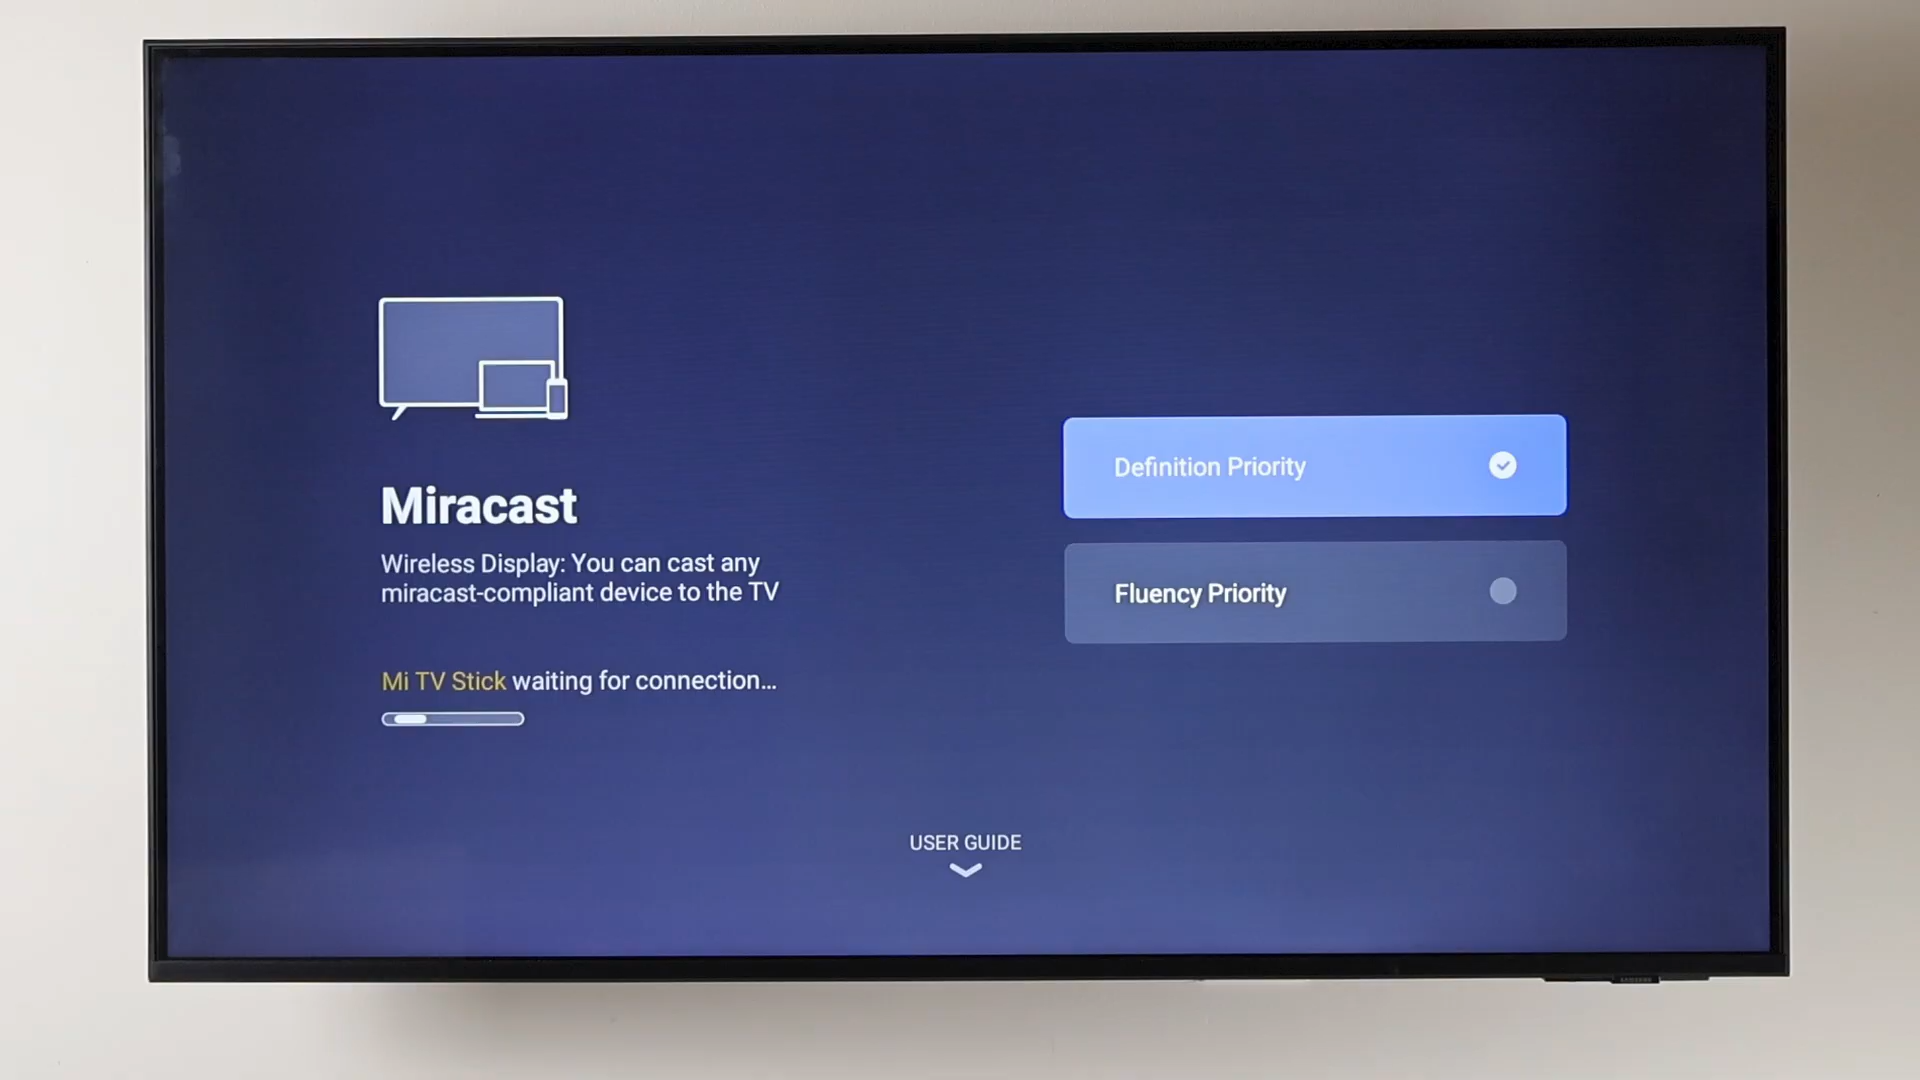 Miracast
Wireless Display: You can cast any
miracast-compliant device to the TV
Mi TV Stick waiting for connection...
Definition Priority
Fluency Priority
USER GUIDE